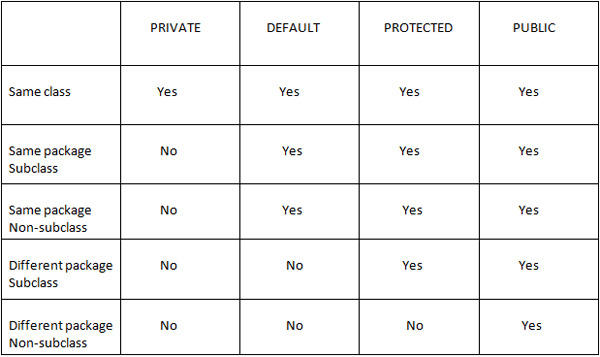 PRIVATE DEFAULT PROTECTED PUBLIC
Same class Yes Yes Yes Yes
Same package
Subclass No Yes Yes Yes
Same package
Non-subclass No Yes Yes Yes
Different package
Subclass No No Yes Yes
Different package
Non-subclass No No No Yes